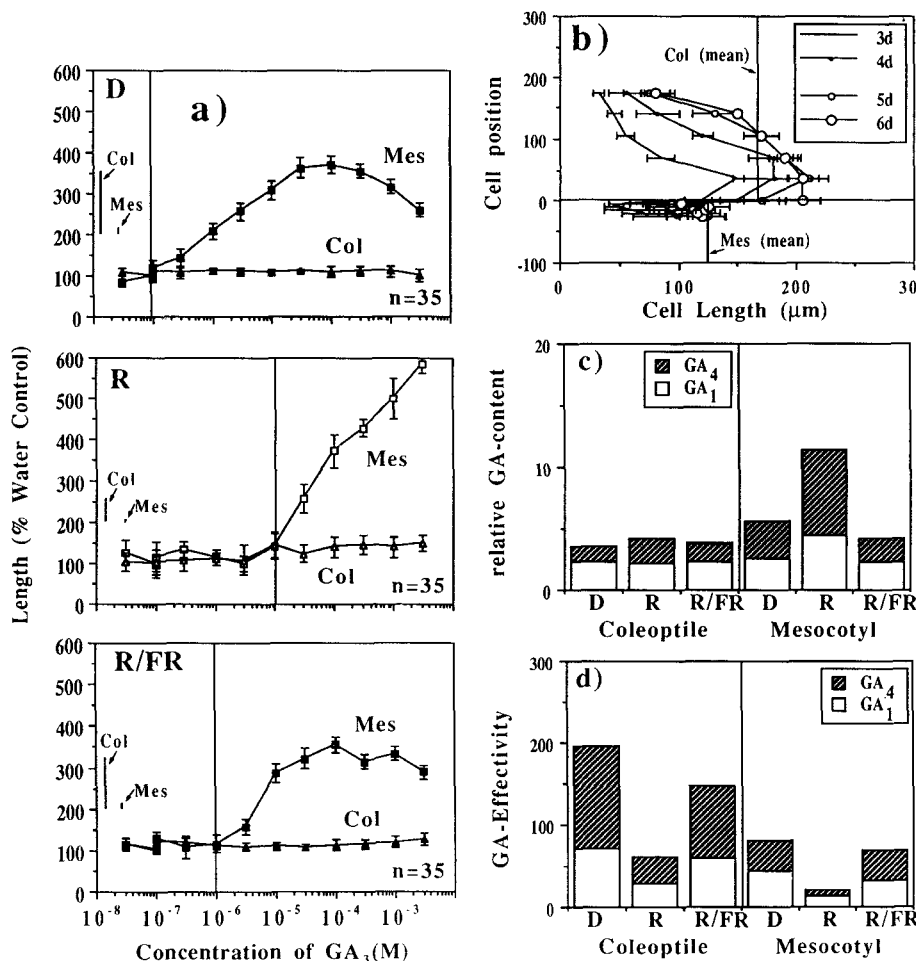 a)
D
600
500
400
300
200
100
0
Col
Mes
Mes
Col
n=35
R
600
500
400
300
200
100
0
Col
Mes
Mes
Col
n=35
R/FR
600
500
400
300
200
100
0
Col
Mes
Mes
Col
n=35
10⁻⁸ 10⁻⁷ 10⁻⁶ 10⁻⁵ 10⁻⁴ 10⁻³
Concentration of GA₃(M)
Length (% Water Control)
b)
300
200
100
0
-100
Cell position
Col (mean)
3d
4d
5d
6d
Mes (mean)
0 100 200 30
Cell Length (µm)
c)
20
10
0
relative GA-content
GA₄
GA₁
D R R/FR D R R/FR
Coleoptile Mesocotyl
d)
300
200
100
0
GA-Effectivity
GA₄
GA₁
D R R/FR D R R/FR
Coleoptile Mesocotyl